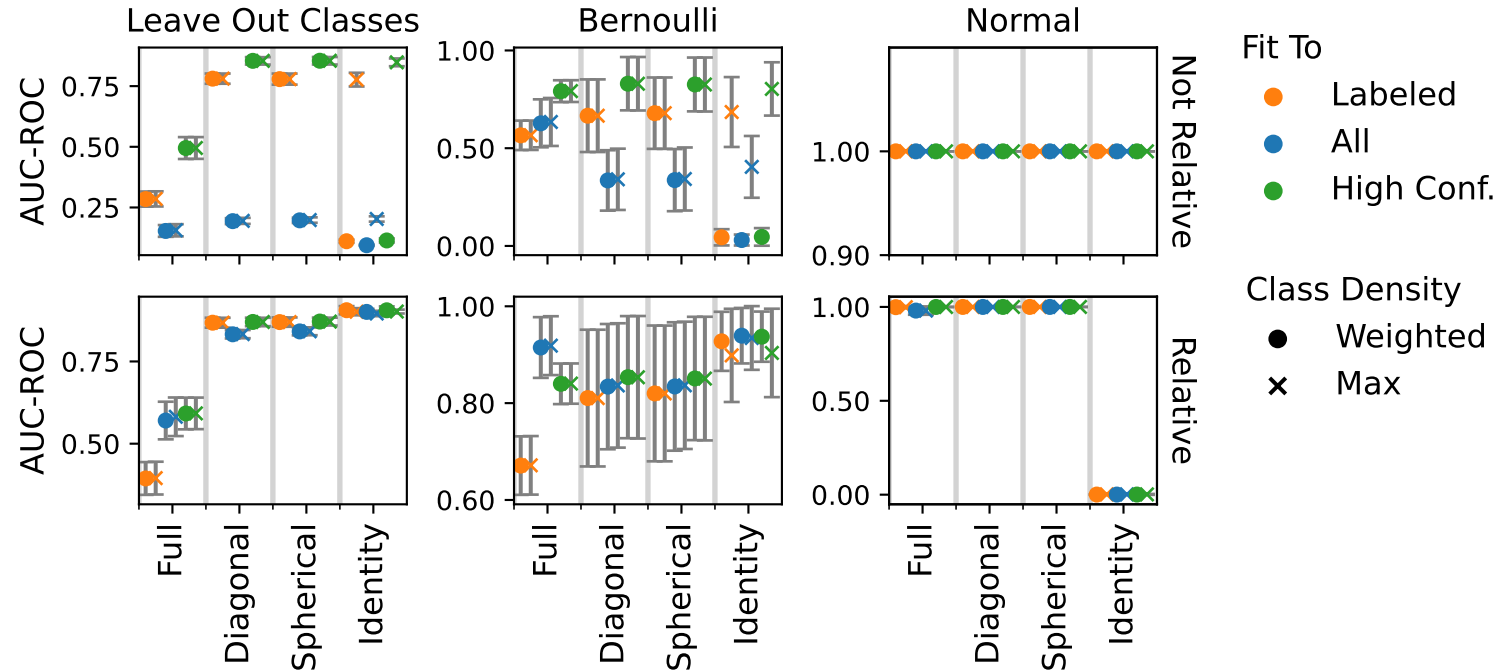 Leave Out Classes
Bernoulli
Normal
AUC-ROC
0.75
0.50
0.25
1.00
0.50
0.00
1.00
0.90
Not Relative
AUC-ROC
0.75
0.50
1.00
0.80
0.60
1.00
0.50
0.00
Relative
Full
Diagonal
Spherical
Identity
Full
Diagonal
Spherical
Identity
Full
Diagonal
Spherical
Identity
Fit To
Labeled
All
High Conf.
Class Density
Weighted
Max